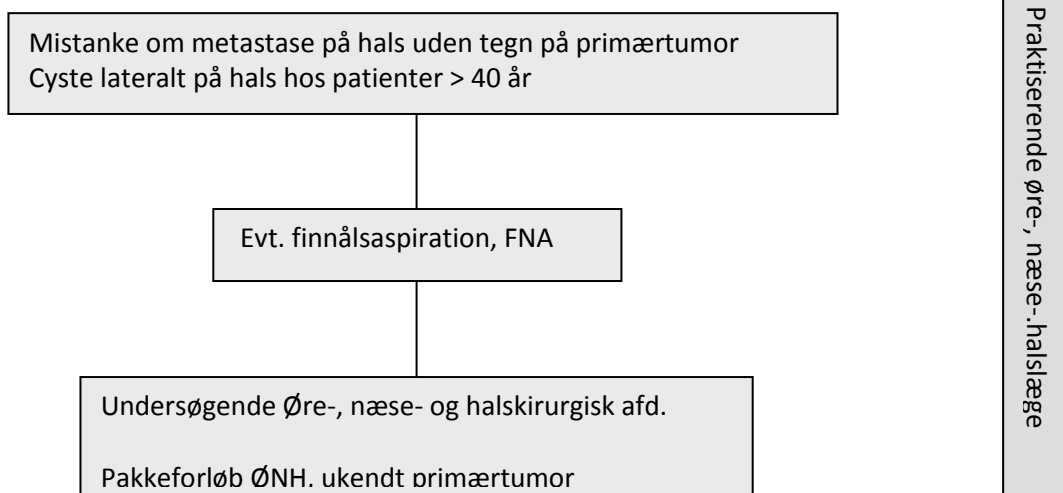 Mistanke om metastase på hals uden tegn på primærtumor
Cyste lateralt på hals hos patienter > 40 år
Evt. finnålsaspiration, FNA
Undersøgende Øre-, næse- og halskirurgisk afd.
Pakkeforløb ØNH. ukendt primærtumor
Praktiserende øre-, næse-.halslæge